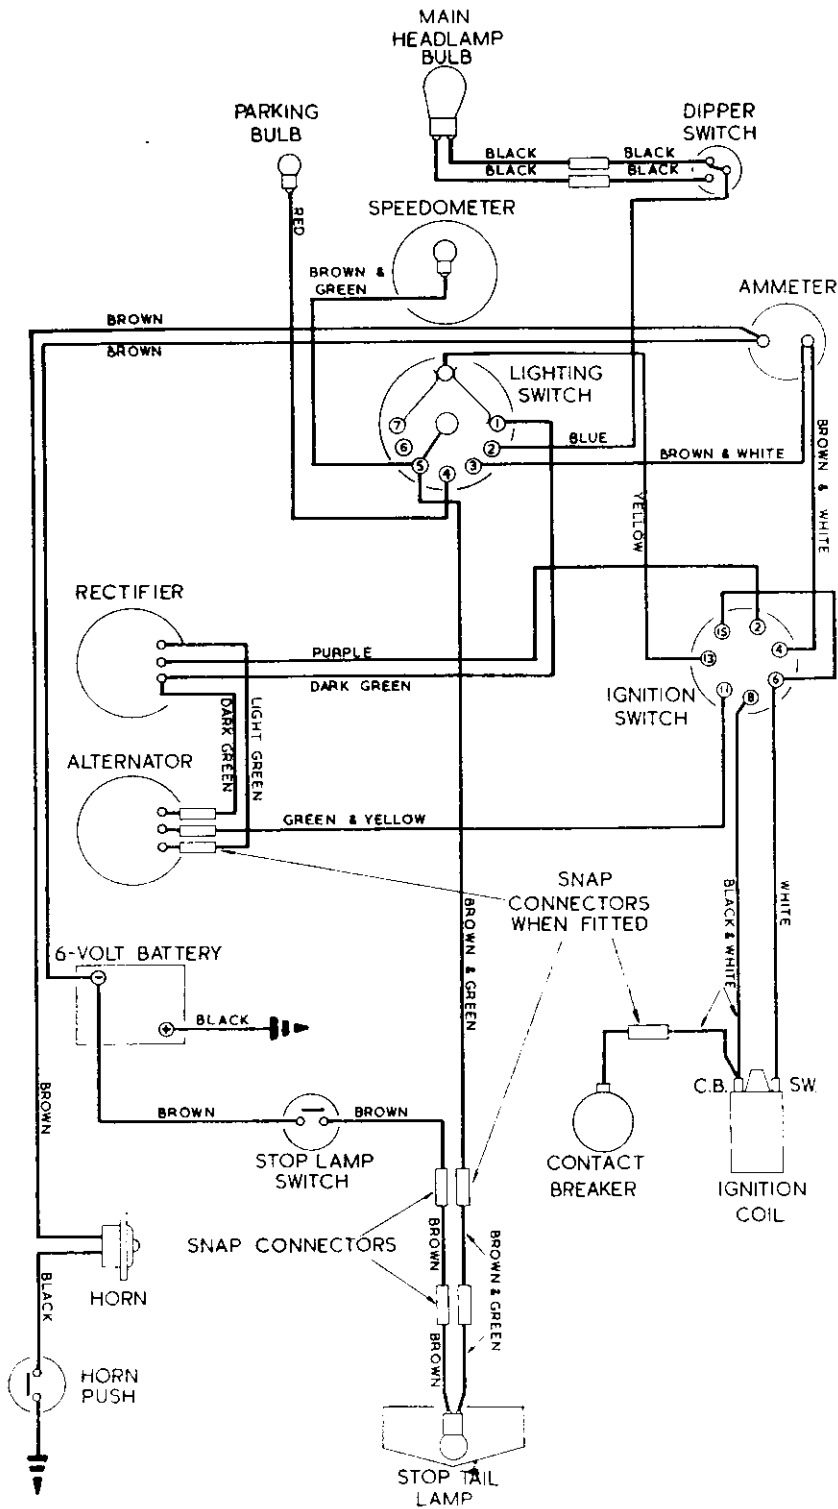 MAIN
HEADLAMP
BULB
PARKING
BULB
DIPPER
SWITCH
BLACK
BLACK
BLACK
BLACK
RED
SPEEDOMETER
BROWN &
GREEN
AMMETER
BROWN
BROWN
LIGHTING
SWITCH
7
1
6
2
5
4
3
BLUE
BROWN & WHITE
BROWN & WHITE
YELLOW
RECTIFIER
PURPLE
DARK GREEN
15
2
13
4
11
8
6
IGNITION
SWITCH
LIGHT GREEN
DARK GREEN
ALTERNATOR
GREEN & YELLOW
SNAP
CONNECTORS
WHEN FITTED
BLACK & WHITE
WHITE
BROWN & GREEN
6-VOLT BATTERY
-
+
BLACK
C.B.
SW.
BROWN
BROWN
BROWN
STOP LAMP
SWITCH
CONTACT
BREAKER
IGNITION
COIL
SNAP CONNECTORS
BROWN
BROWN & GREEN
HORN
BLACK
BROWN
HORN
PUSH
STOP TAIL
LAMP